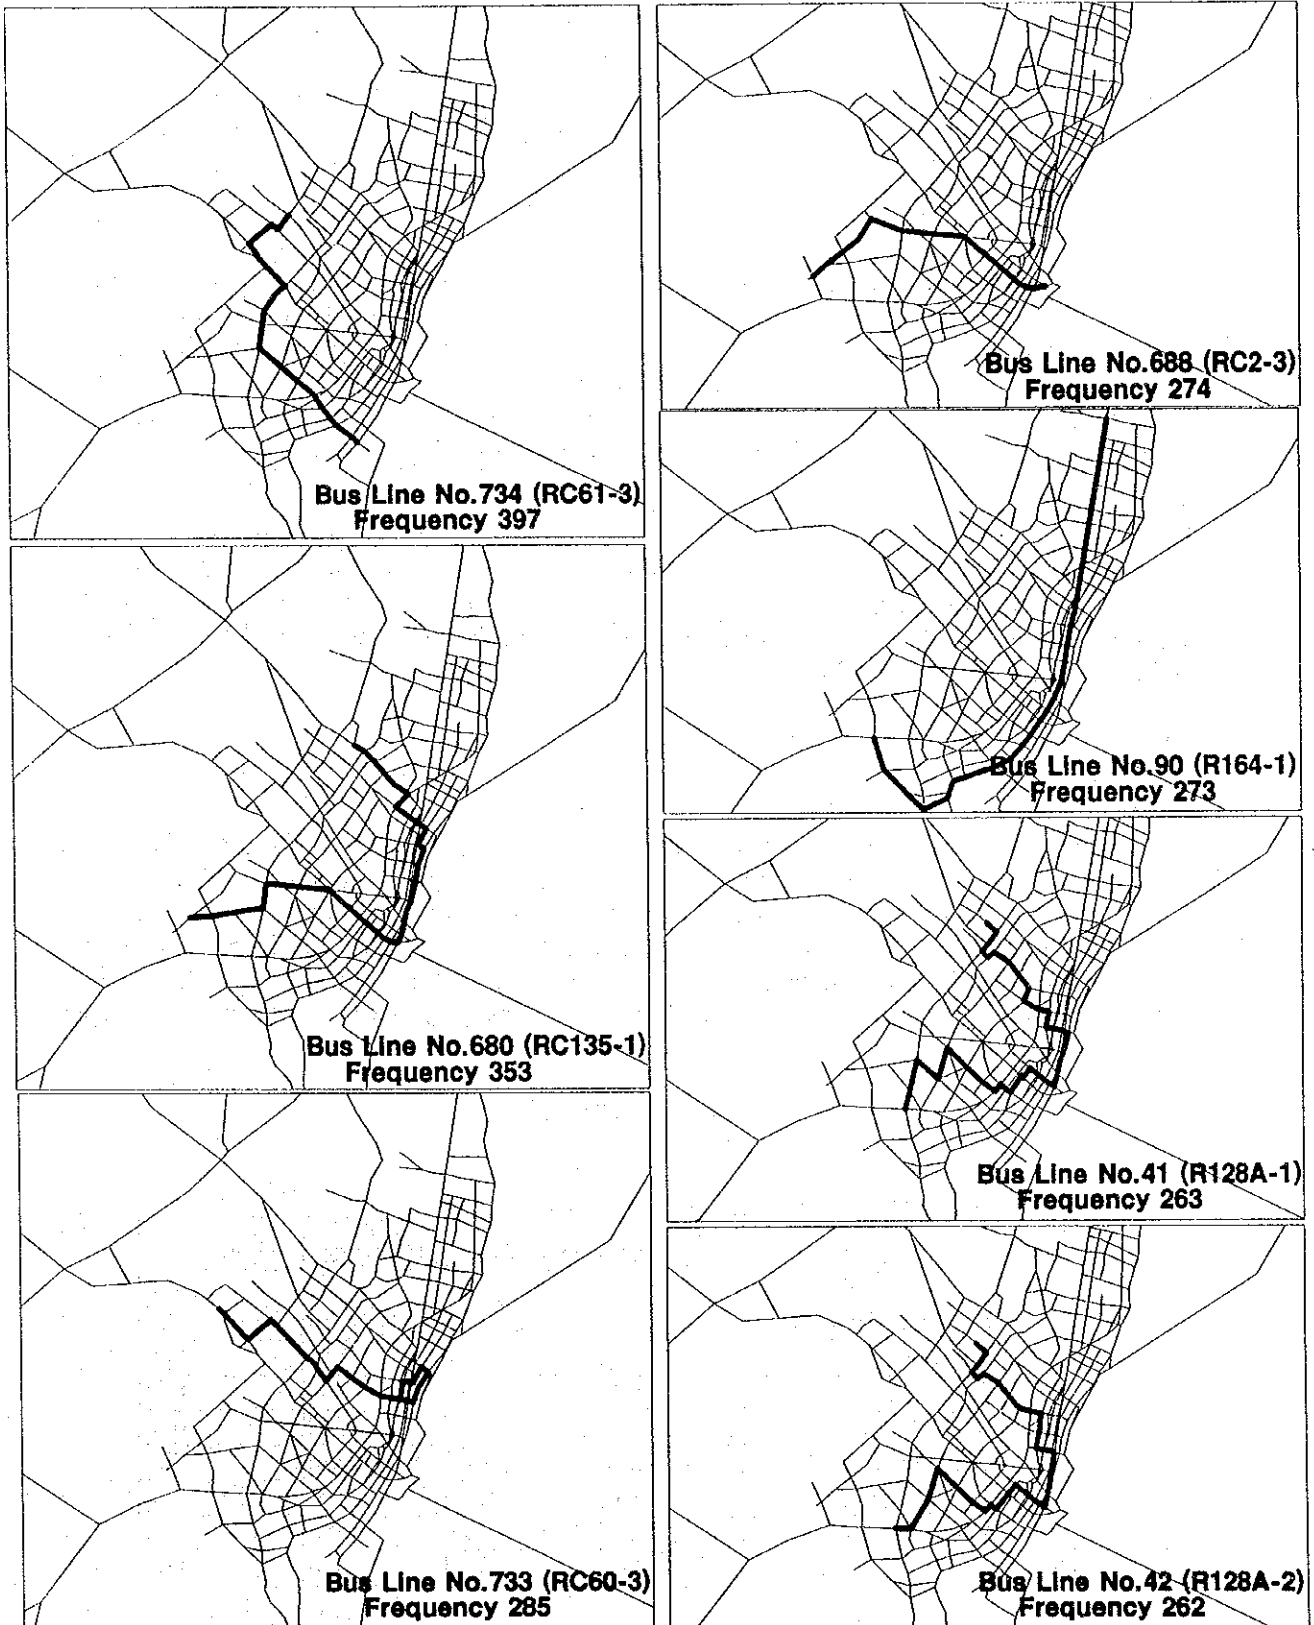 Bus Line No.734 (RC61-3)
Frequency 397
Bus Line No.680 (RC135-1)
Frequency 353
Bus Line No.733 (RC60-3)
Frequency 285
Bus Line No.688 (RC2-3)
Frequency 274
Bus Line No.90 (R164-1)
Frequency 273
Bus Line No.41 (R128A-1)
Frequency 263
Bus Line No.42 (R128A-2)
Frequency 262